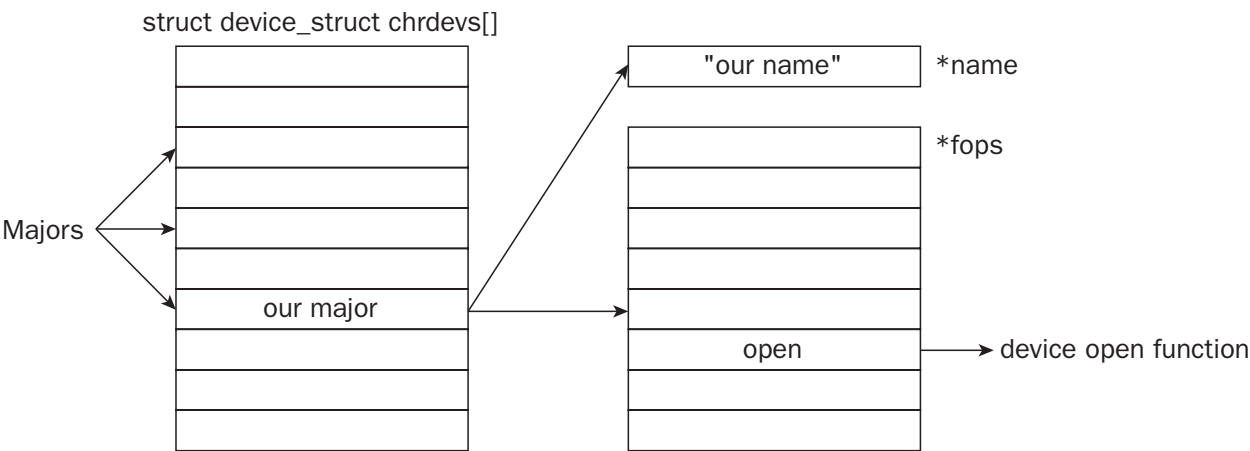 struct device_struct chrdevs[]
"our name"
*name
*fops
Majors
our major
open
device open function